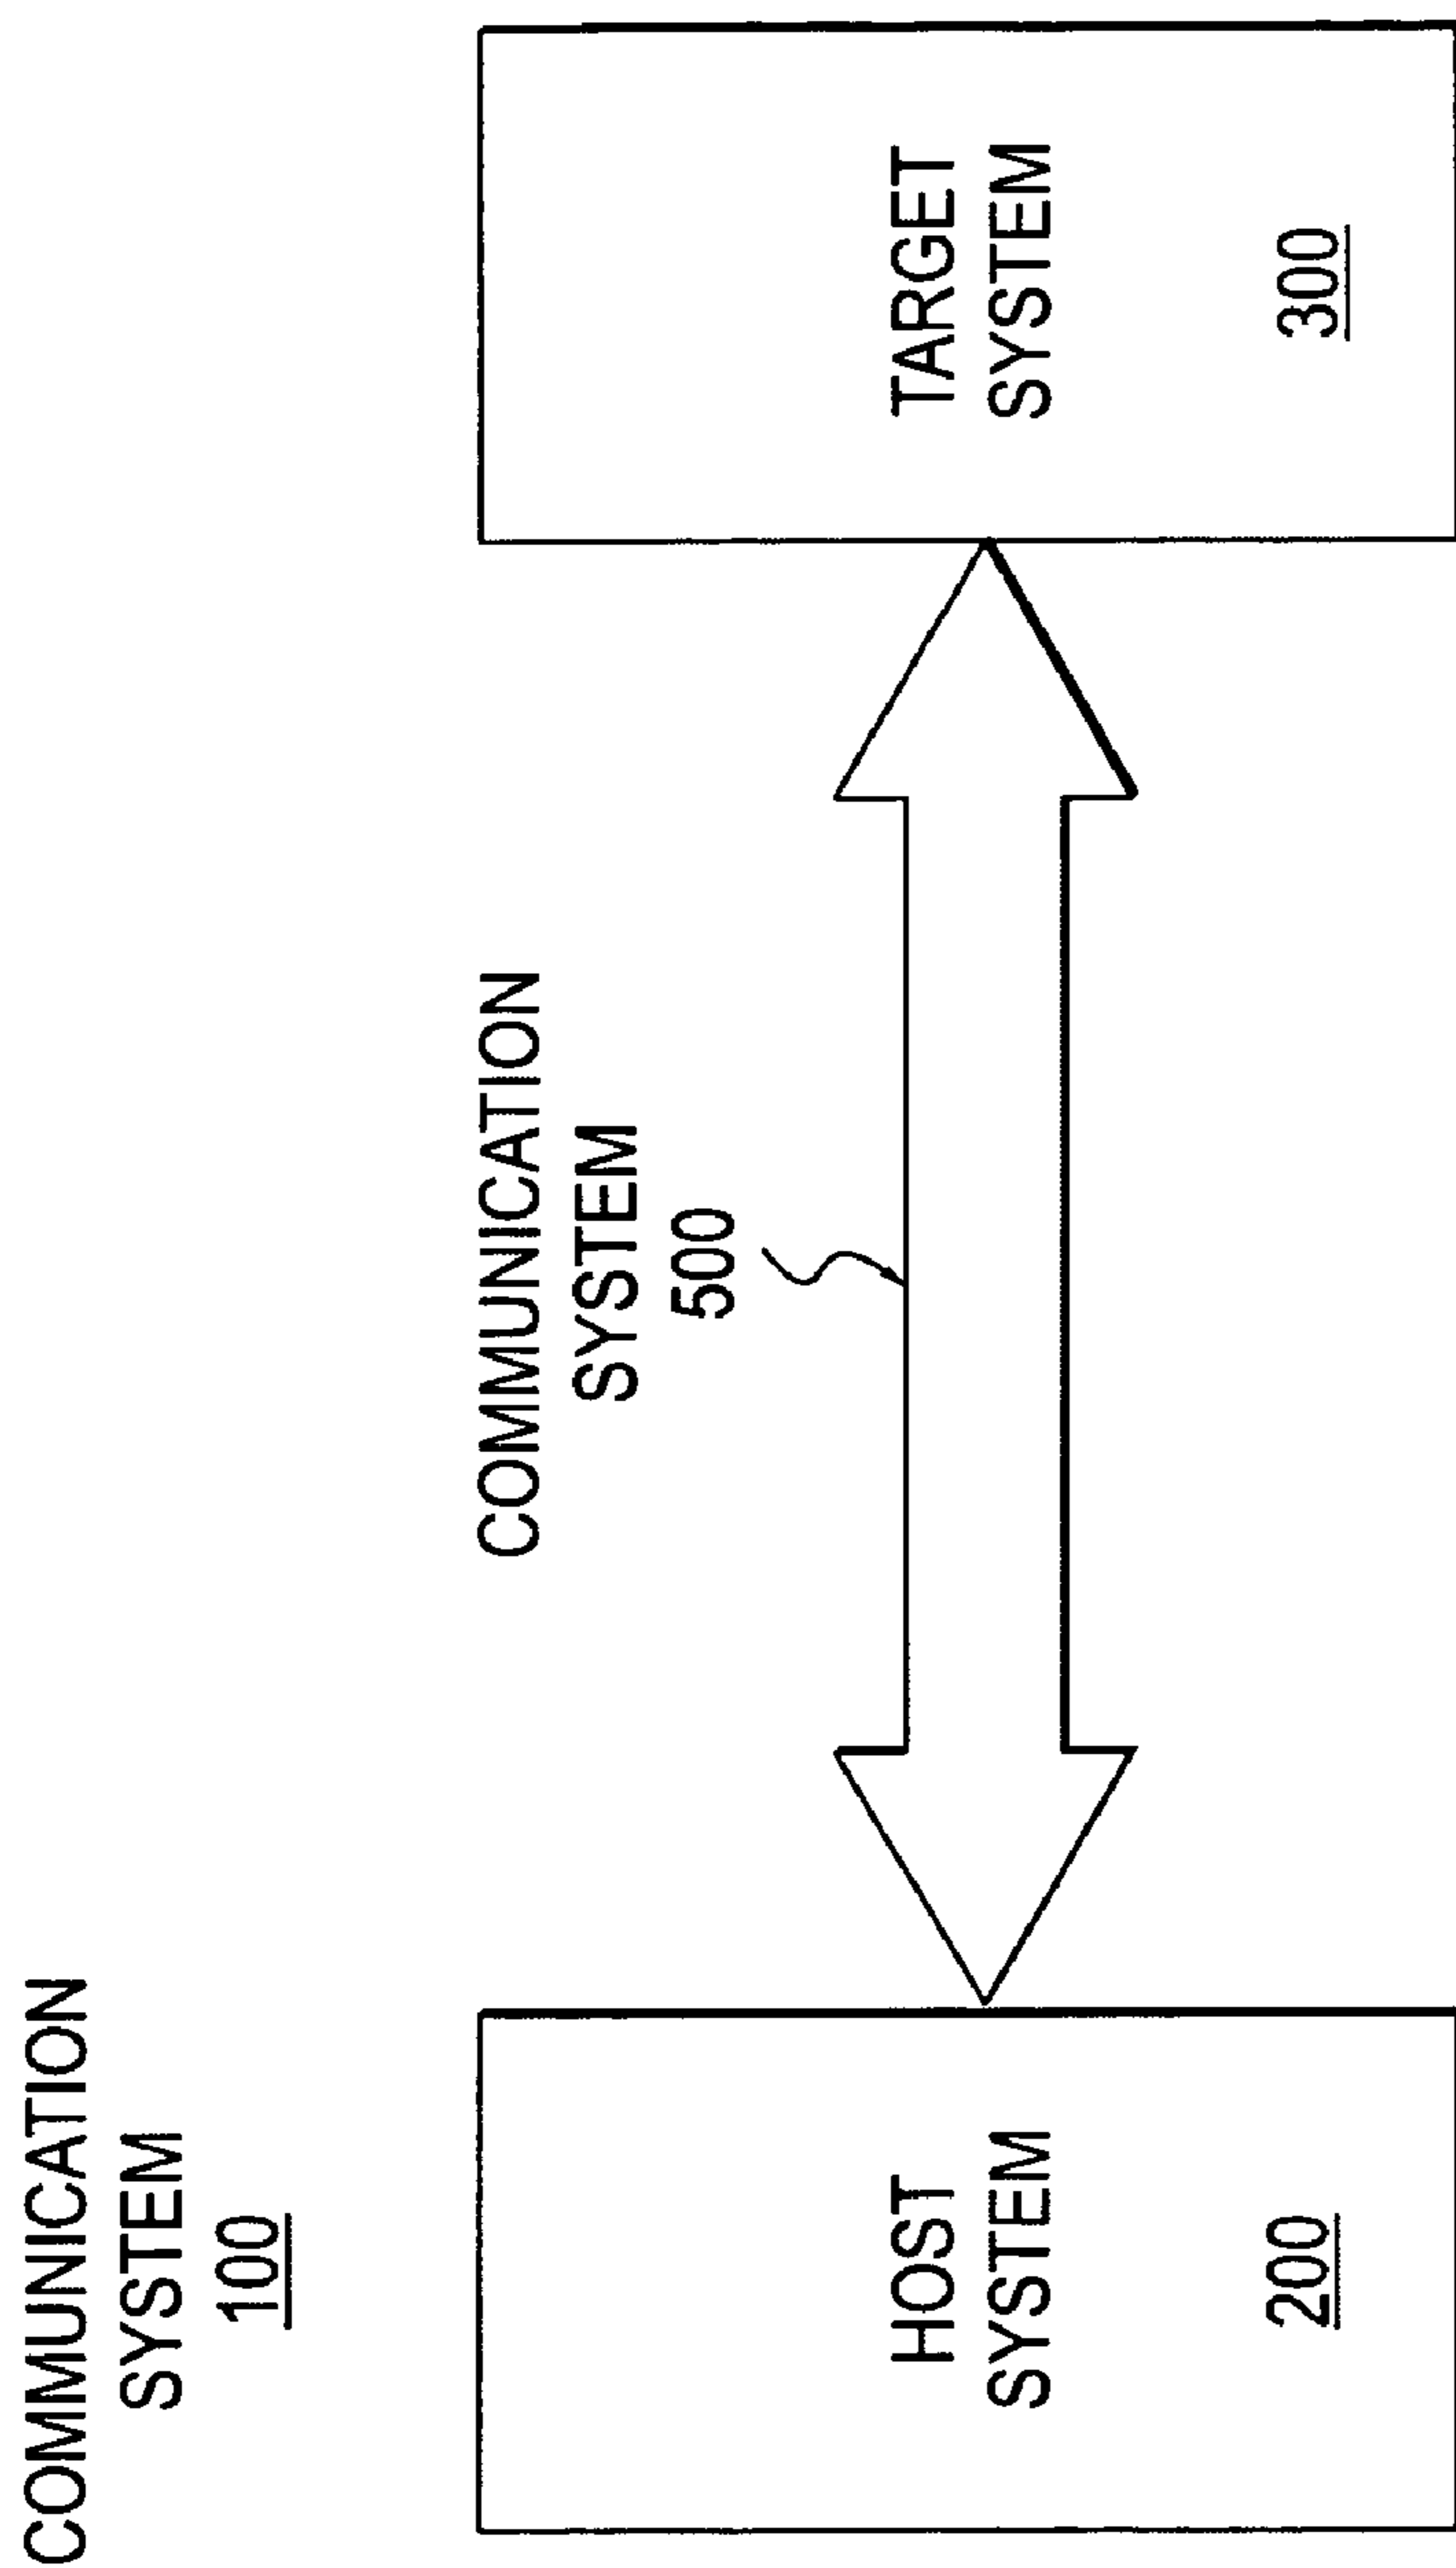 COMMUNICATION
SYSTEM
100
COMMUNICATION
SYSTEM
500
HOST
SYSTEM
200
TARGET
SYSTEM
300